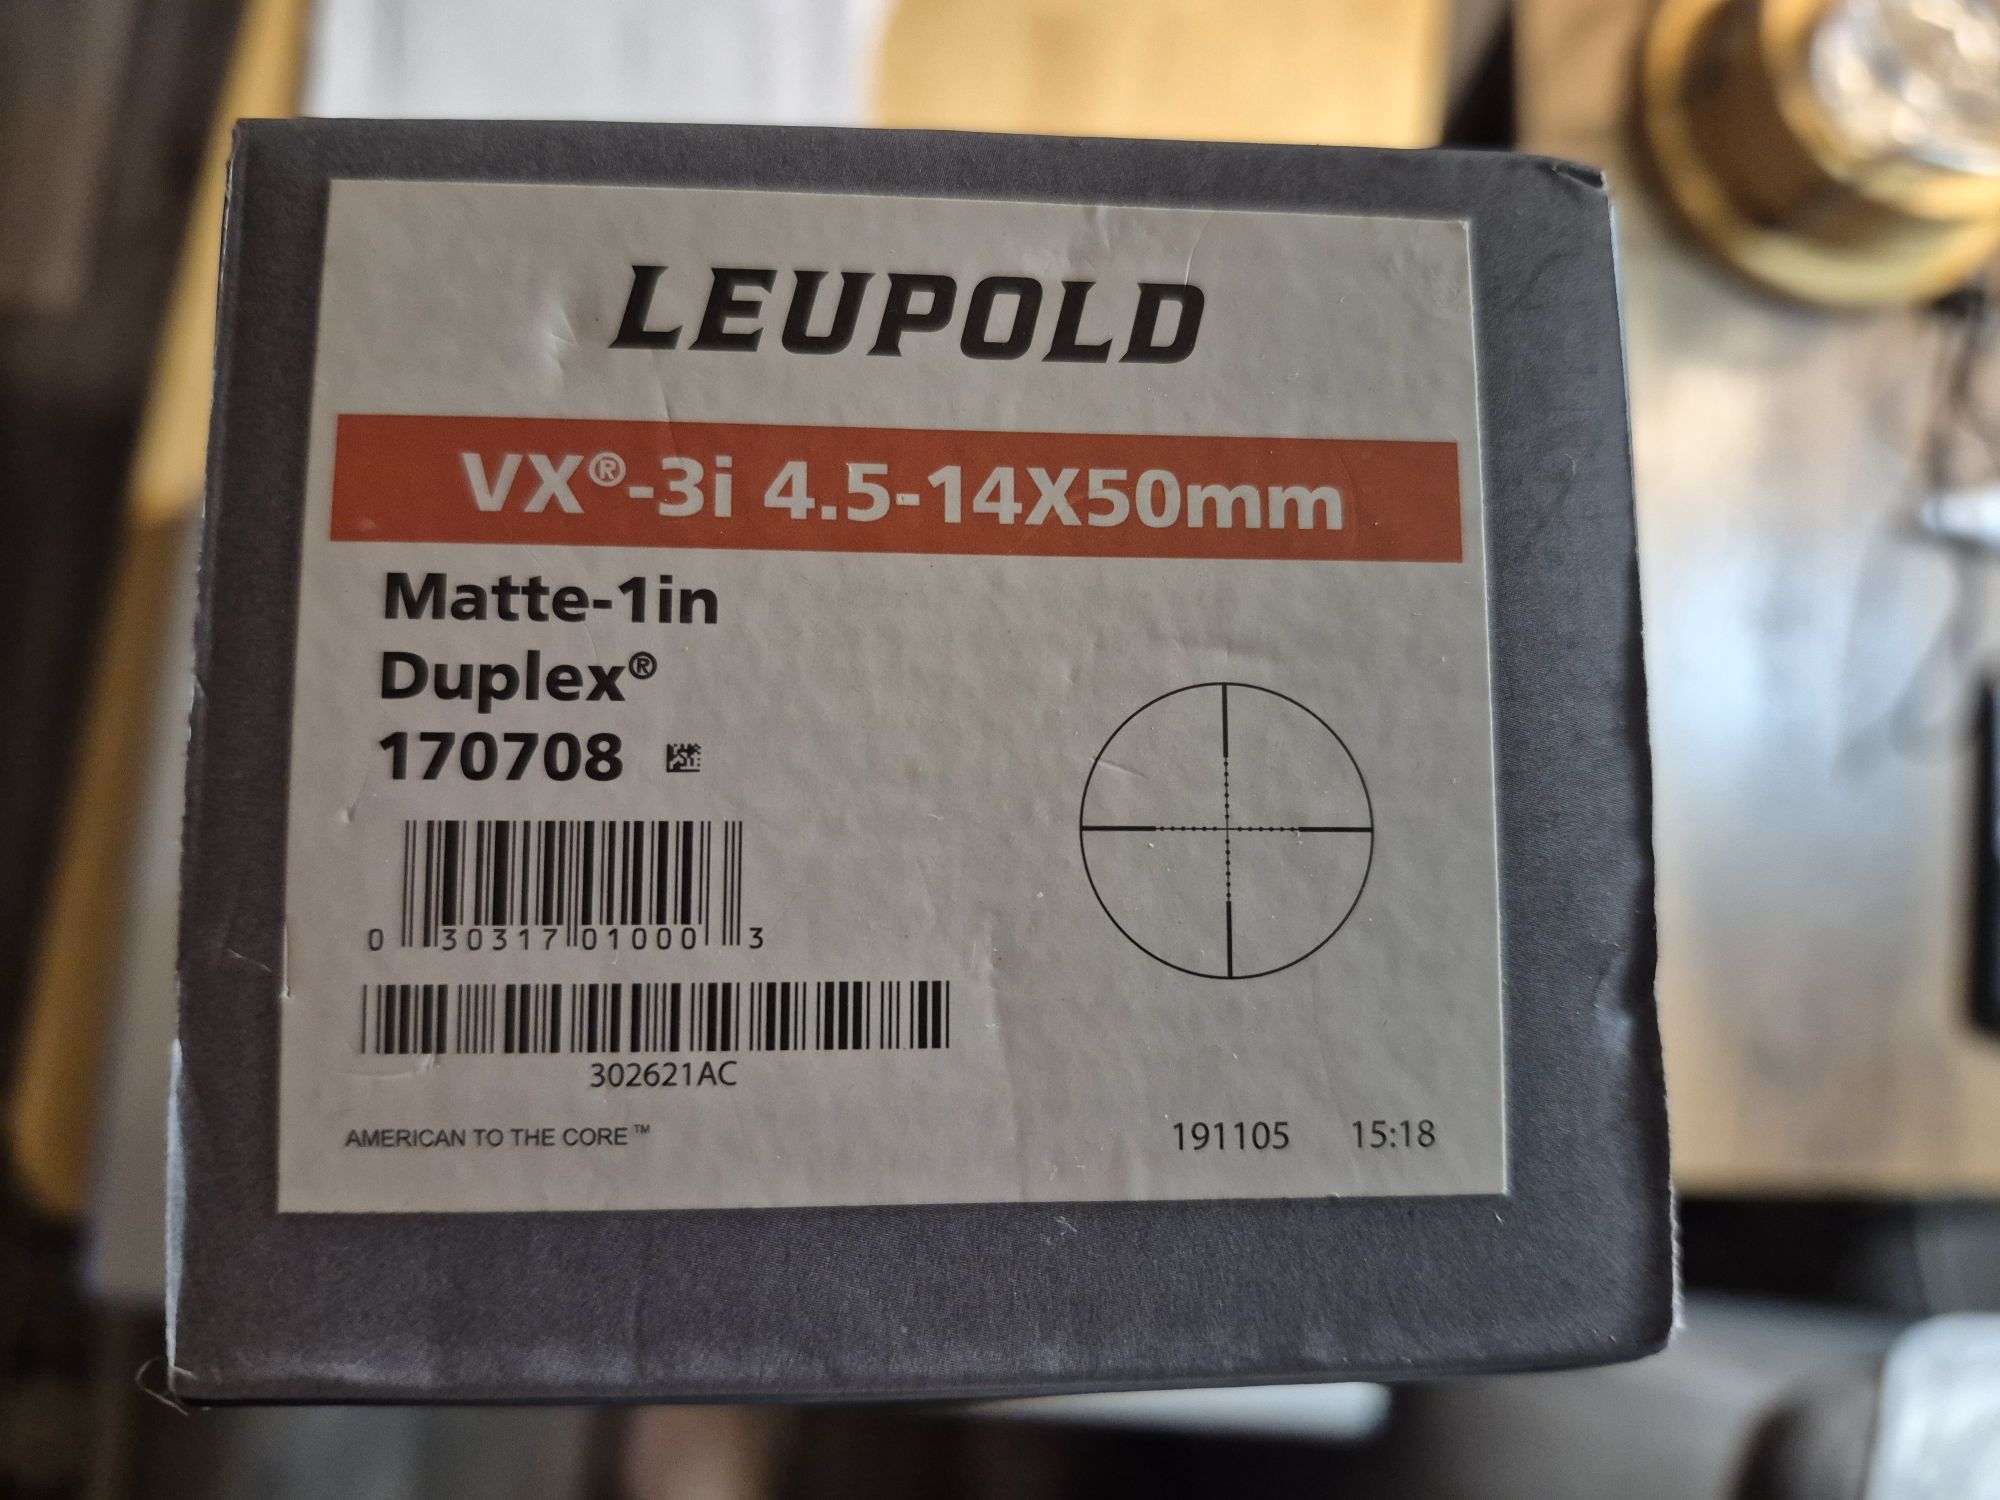 LEUPOLD
VX®-3i 4.5-14X50mm
Matte-1in
Duplex®
170708
0 30317 01000 3
302621AC
AMERICAN TO THE CORE™
191105 15:18